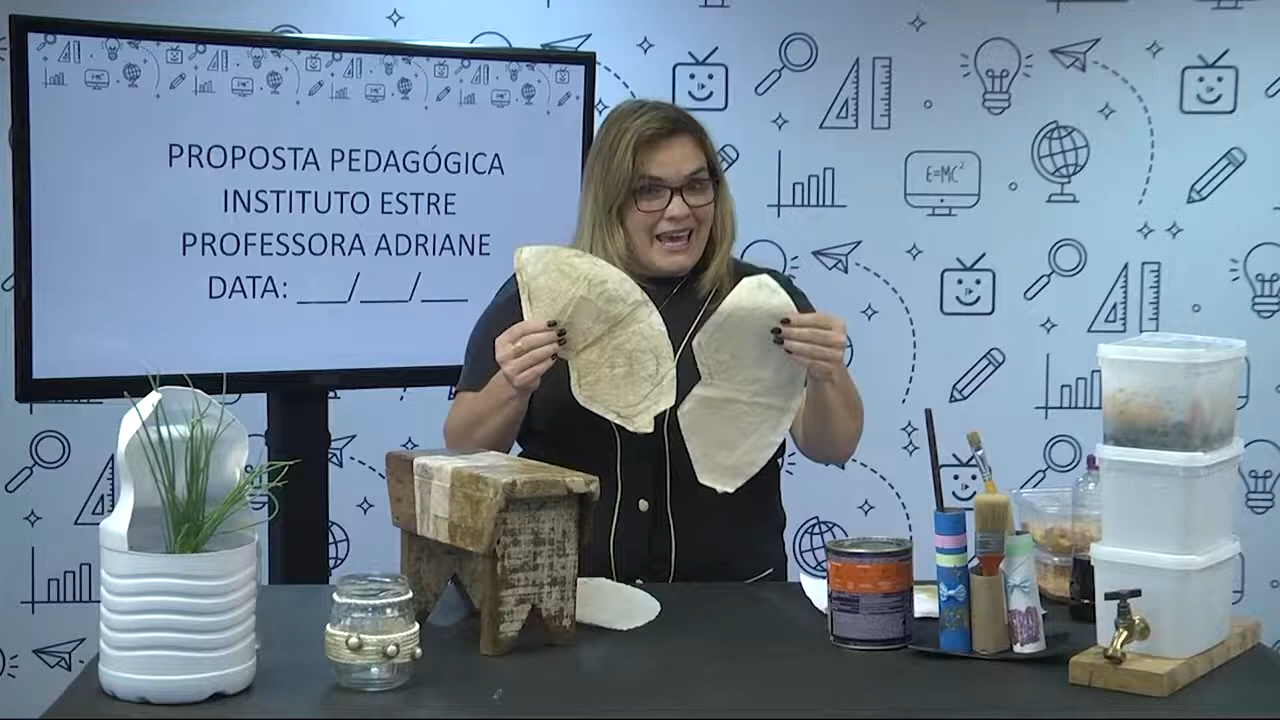 PROPOSTA PEDAGÓGICA
INSTITUTO ESTRE
PROFESSORA ADRIANE
DATA: ___/___/___
E=MC²